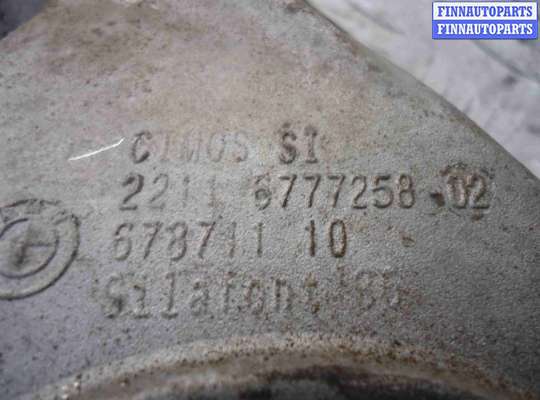 FINNAUTOPARTS
FINNAUTOPARTS
CIMOS SI
2211 6777258-02
678711 10
Silafont 36